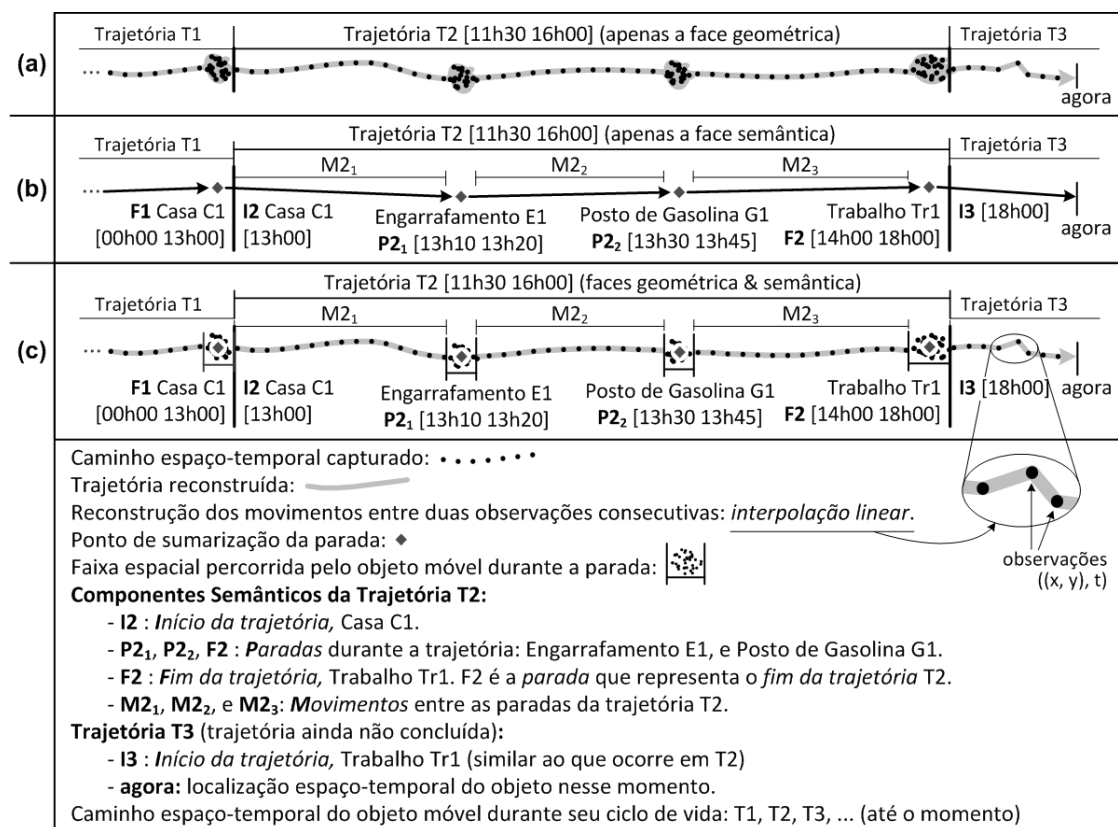 Trajetória T1 Trajetória T2 [11h30 16h00] (apenas a face geométrica) Trajetória T3
(a)
...
agora
Trajetória T1 Trajetória T2 [11h30 16h00] (apenas a face semântica) Trajetória T3
M2₁ M2₂ M2₃
(b)
...
F1 Casa C1 I2 Casa C1 Engarrafamento E1 Posto de Gasolina G1 Trabalho Tr1 I3 [18h00]
[00h00 13h00] [13h00] P2₁ [13h10 13h20] P2₂ [13h30 13h45] F2 [14h00 18h00] agora
Trajetória T1 Trajetória T2 [11h30 16h00] (faces geométrica & semântica) Trajetória T3
M2₁ M2₂ M2₃
(c)
...
F1 Casa C1 I2 Casa C1 Engarrafamento E1 Posto de Gasolina G1 Trabalho Tr1 I3 [18h00] agora
[00h00 13h00] [13h00] P2₁ [13h10 13h20] P2₂ [13h30 13h45] F2 [14h00 18h00]
Caminho espaço-temporal capturado:
Trajetória reconstruída:
Reconstrução dos movimentos entre duas observações consecutivas: interpolação linear.
Ponto de sumarização da parada:
Faixa espacial percorrida pelo objeto móvel durante a parada:
observações
((x, y), t)
Componentes Semânticos da Trajetória T2:
- I2 : Início da trajetória, Casa C1.
- P2₁, P2₂, F2 : Paradas durante a trajetória: Engarrafamento E1, e Posto de Gasolina G1.
- F2 : Fim da trajetória, Trabalho Tr1. F2 é a parada que representa o fim da trajetória T2.
- M2₁, M2₂, e M2₃: Movimentos entre as paradas da trajetória T2.
Trajetória T3 (trajetória ainda não concluída):
- I3 : Início da trajetória, Trabalho Tr1 (similar ao que ocorre em T2)
- agora: localização espaço-temporal do objeto nesse momento.
Caminho espaço-temporal do objeto móvel durante seu ciclo de vida: T1, T2, T3, ... (até o momento)